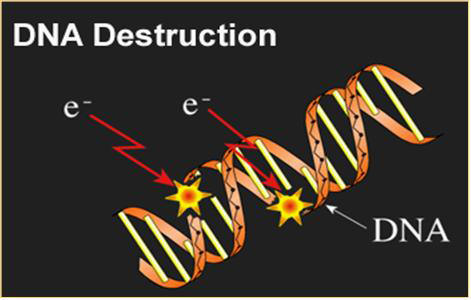 DNA Destruction
e⁻
e⁻
DNA